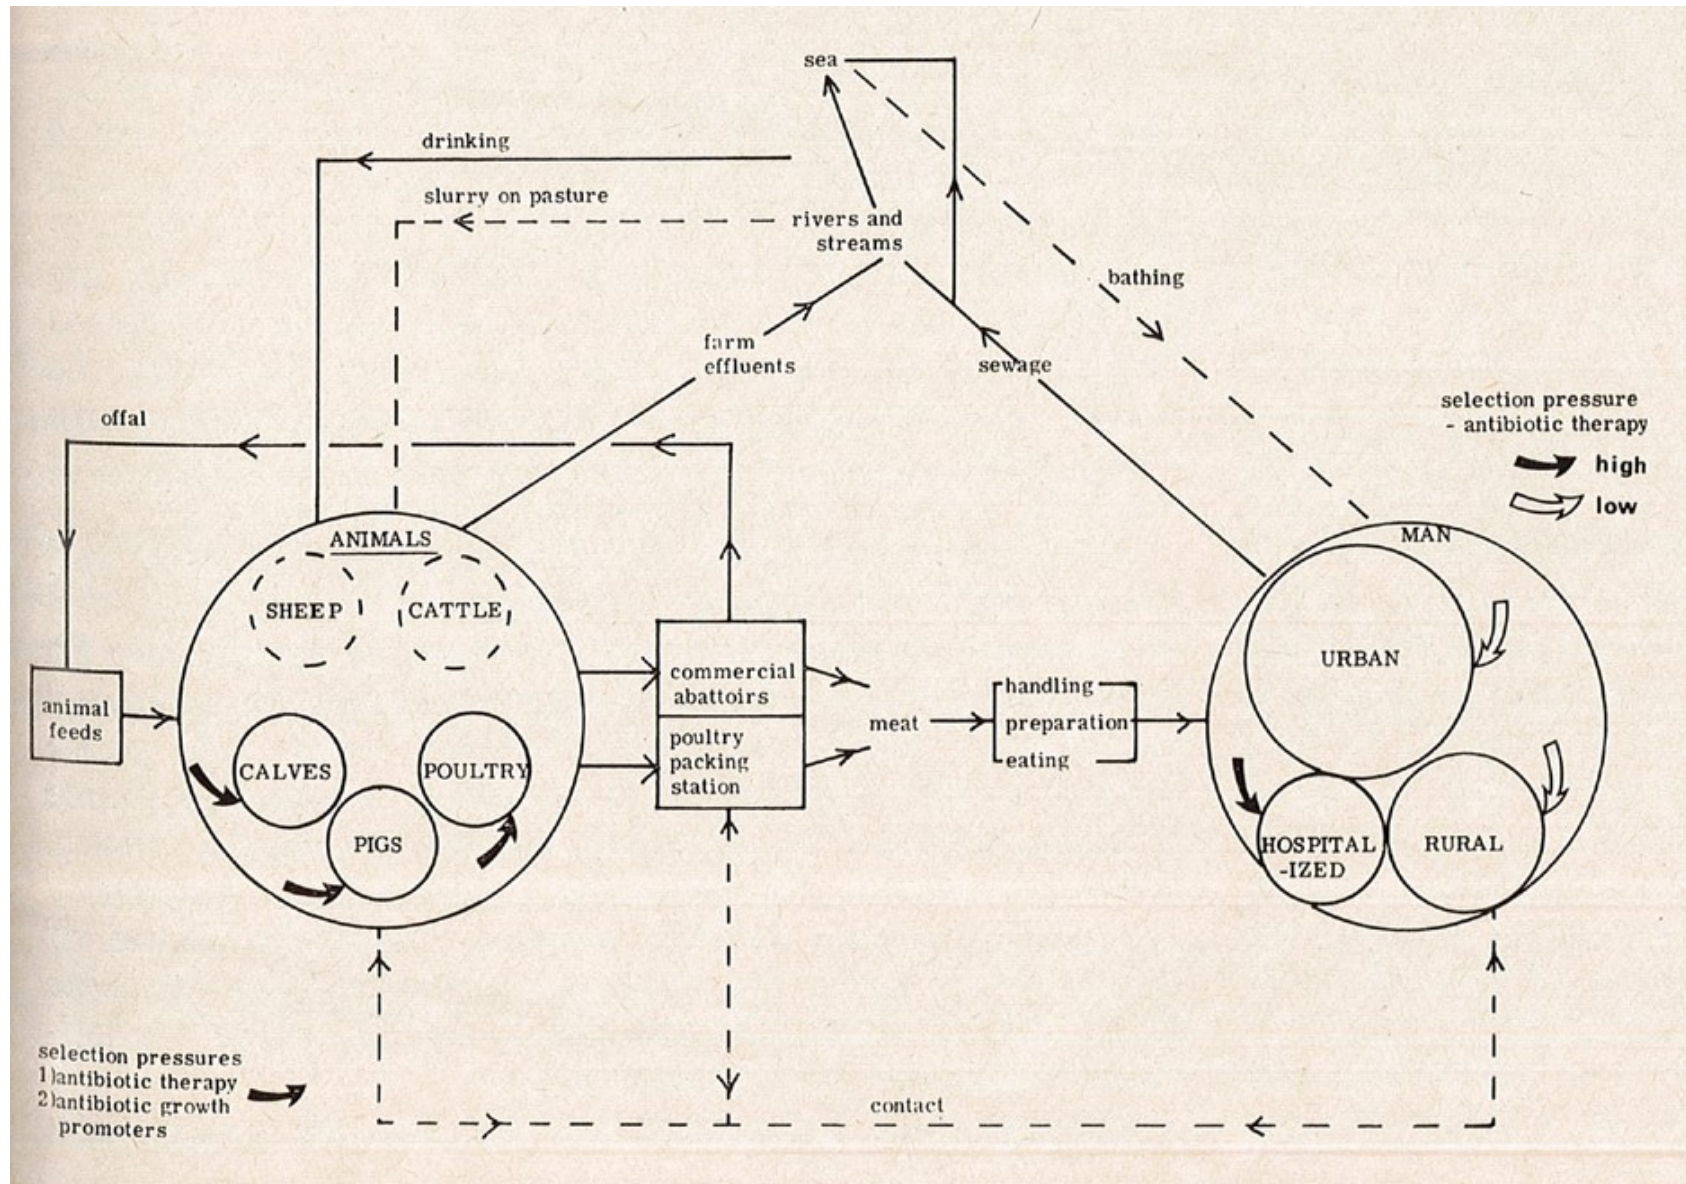 sea
drinking
slurry on pasture
rivers and
streams
bathing
farm
effluents
sewage
offal
selection pressure
- antibiotic therapy
high
low
ANIMALS
SHEEP
CATTLE
CALVES
POULTRY
PIGS
animal
feeds
commercial
abattoirs
poultry
packing
station
meat
handling
preparation
eating
MAN
URBAN
HOSPITAL
-IZED
RURAL
selection pressures
1)antibiotic therapy
2)antibiotic growth
promoters
contact